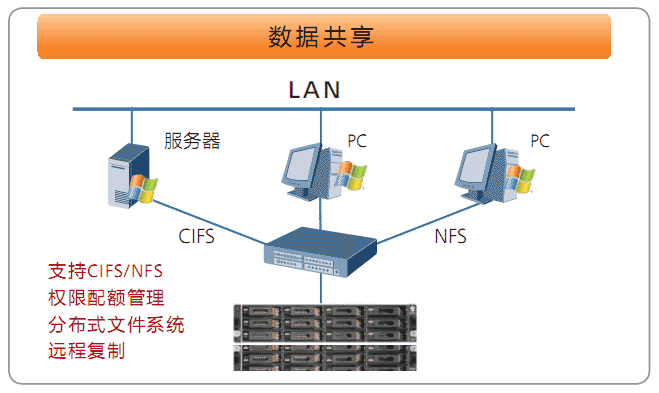 数据共享
LAN
服务器
PC
PC
CIFS
NFS
支持CIFS/NFS
权限配额管理
分布式文件系统
远程复制